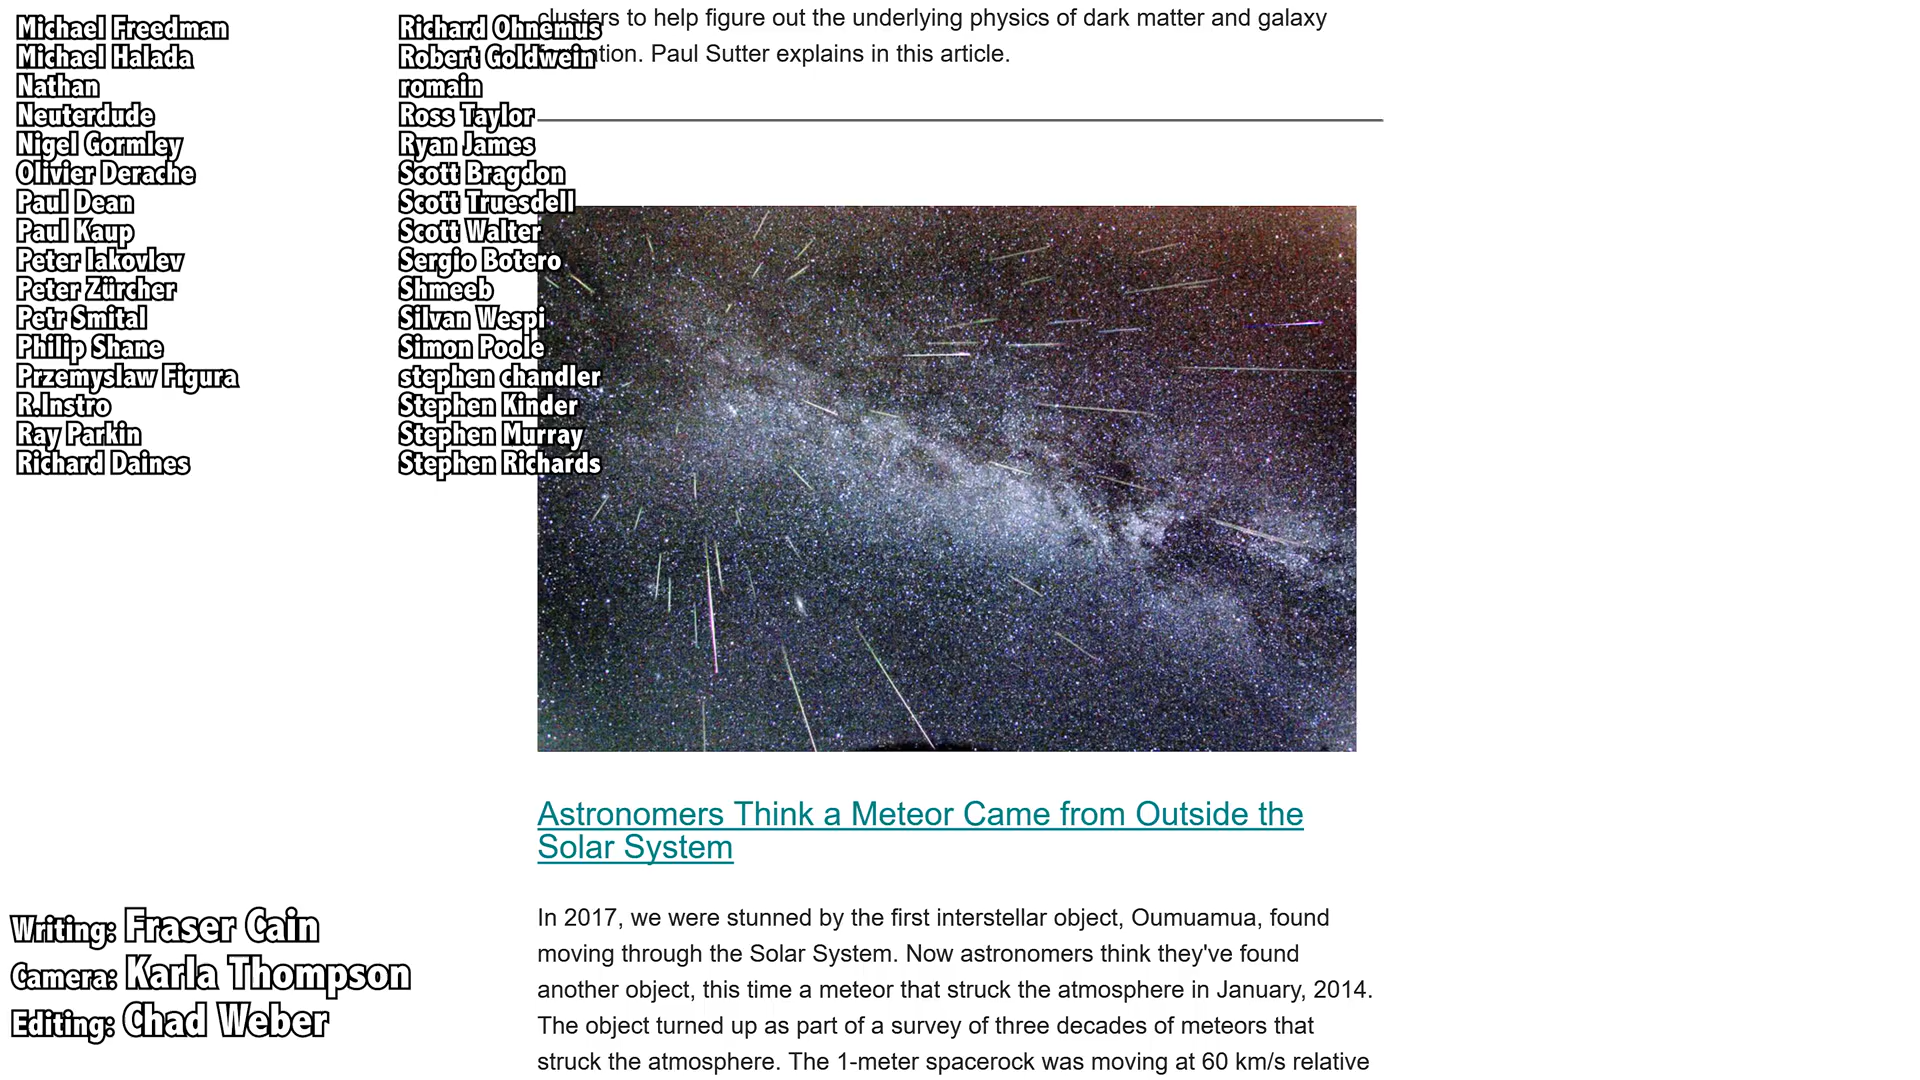 Michael Freedman
Michael Halada
Nathan
Neuterdude
Nigel Gormley
Olivier Derache
Paul Dean
Paul Kaup
Peter Iakovlev
Peter Zürcher
Petr Smital
Philip Shane
Przemyslaw Figura
R.Instro
Ray Parkin
Richard Daines
Richard Ohnemus
Robert Goldwein
romain
Ross Taylor
Ryan James
Scott Bragdon
Scott Truesdell
Scott Walter
Sergio Botero
Shmeeb
Silvan Wespi
Simon Poole
stephen chandler
Stephen Kinder
Stephen Murray
Stephen Richards
clusters to help figure out the underlying physics of dark matter and galaxy
Paul Sutter explains in this article.
Astronomers Think a Meteor Came from Outside the
Solar System
In 2017, we were stunned by the first interstellar object, Oumuamua, found
moving through the Solar System. Now astronomers think they've found
another object, this time a meteor that struck the atmosphere in January, 2014.
The object turned up as part of a survey of three decades of meteors that
struck the atmosphere. The 1-meter spacerock was moving at 60 km/s relative
Writing: Fraser Cain
Camera: Karla Thompson
Editing: Chad Weber